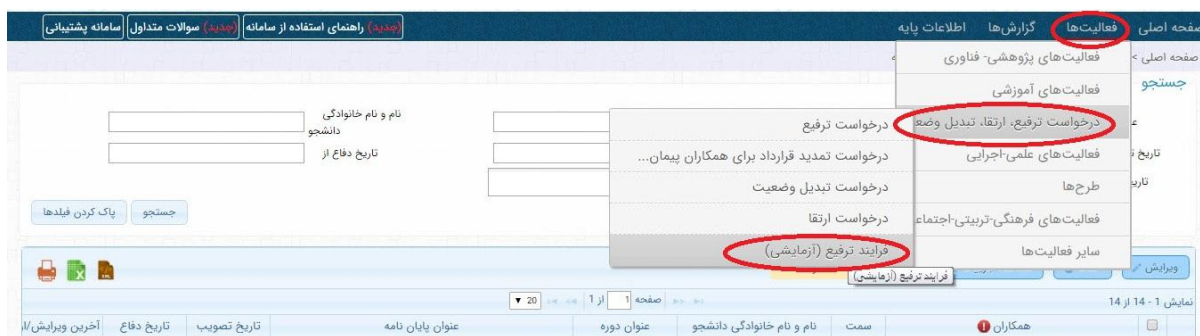 صفحه اصلی فعالیت‌ها گزارش‌ها اطلاعات پایه (جدید) راهنمای استفاده از سامانه (جدید) سوالات متداول سامانه پشتیبانی
صفحه اصلی >
جستجو
فعالیت‌های پژوهشی- فناوری
فعالیت‌های آموزشی
درخواست ترفیع، ارتقا، تبدیل وضع
فعالیت‌های علمی-اجرایی
طرح‌ها
فعالیت‌های فرهنگی-تربیتی-اجتماع
سایر فعالیت‌ها
درخواست ترفیع
درخواست تمدید قرارداد برای همکاران پیمان...
درخواست تبدیل وضعیت
درخواست ارتقا
فرایند ترفیع (آزمایشی)
فرایند ترفیع (آزمایشی)
نام و نام خانوادگی
دانشجو
تاریخ دفاع از
جستجو پاک کردن فیلدها
ویرایش
صفحه 1 از 1 20
نمایش 1 - 14 از 14
همکاران سمت نام و نام خانوادگی دانشجو عنوان دوره عنوان پایان نامه تاریخ تصویب تاریخ دفاع آخرین ویرایش/ا